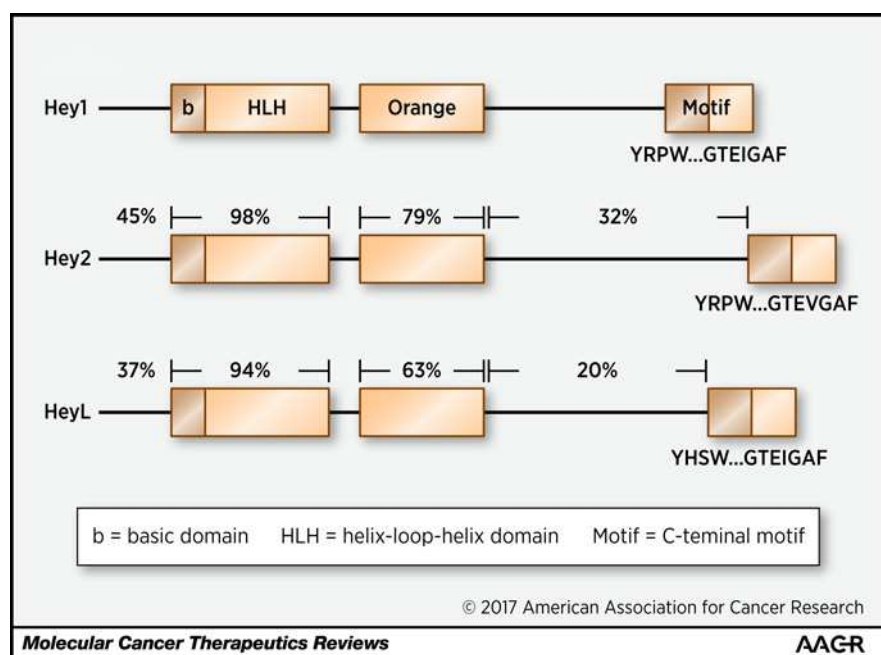 Hey1 b HLH Orange Motif
YRPW...GTEIGAF
45% 98% 79% 32%
Hey2
YRPW...GTEVGAF
37% 94% 63% 20%
HeyL
YHSW...GTEIGAF
b = basic domain HLH = helix-loop-helix domain Motif = C-teminal motif
© 2017 American Association for Cancer Research
Molecular Cancer Therapeutics Reviews AACR